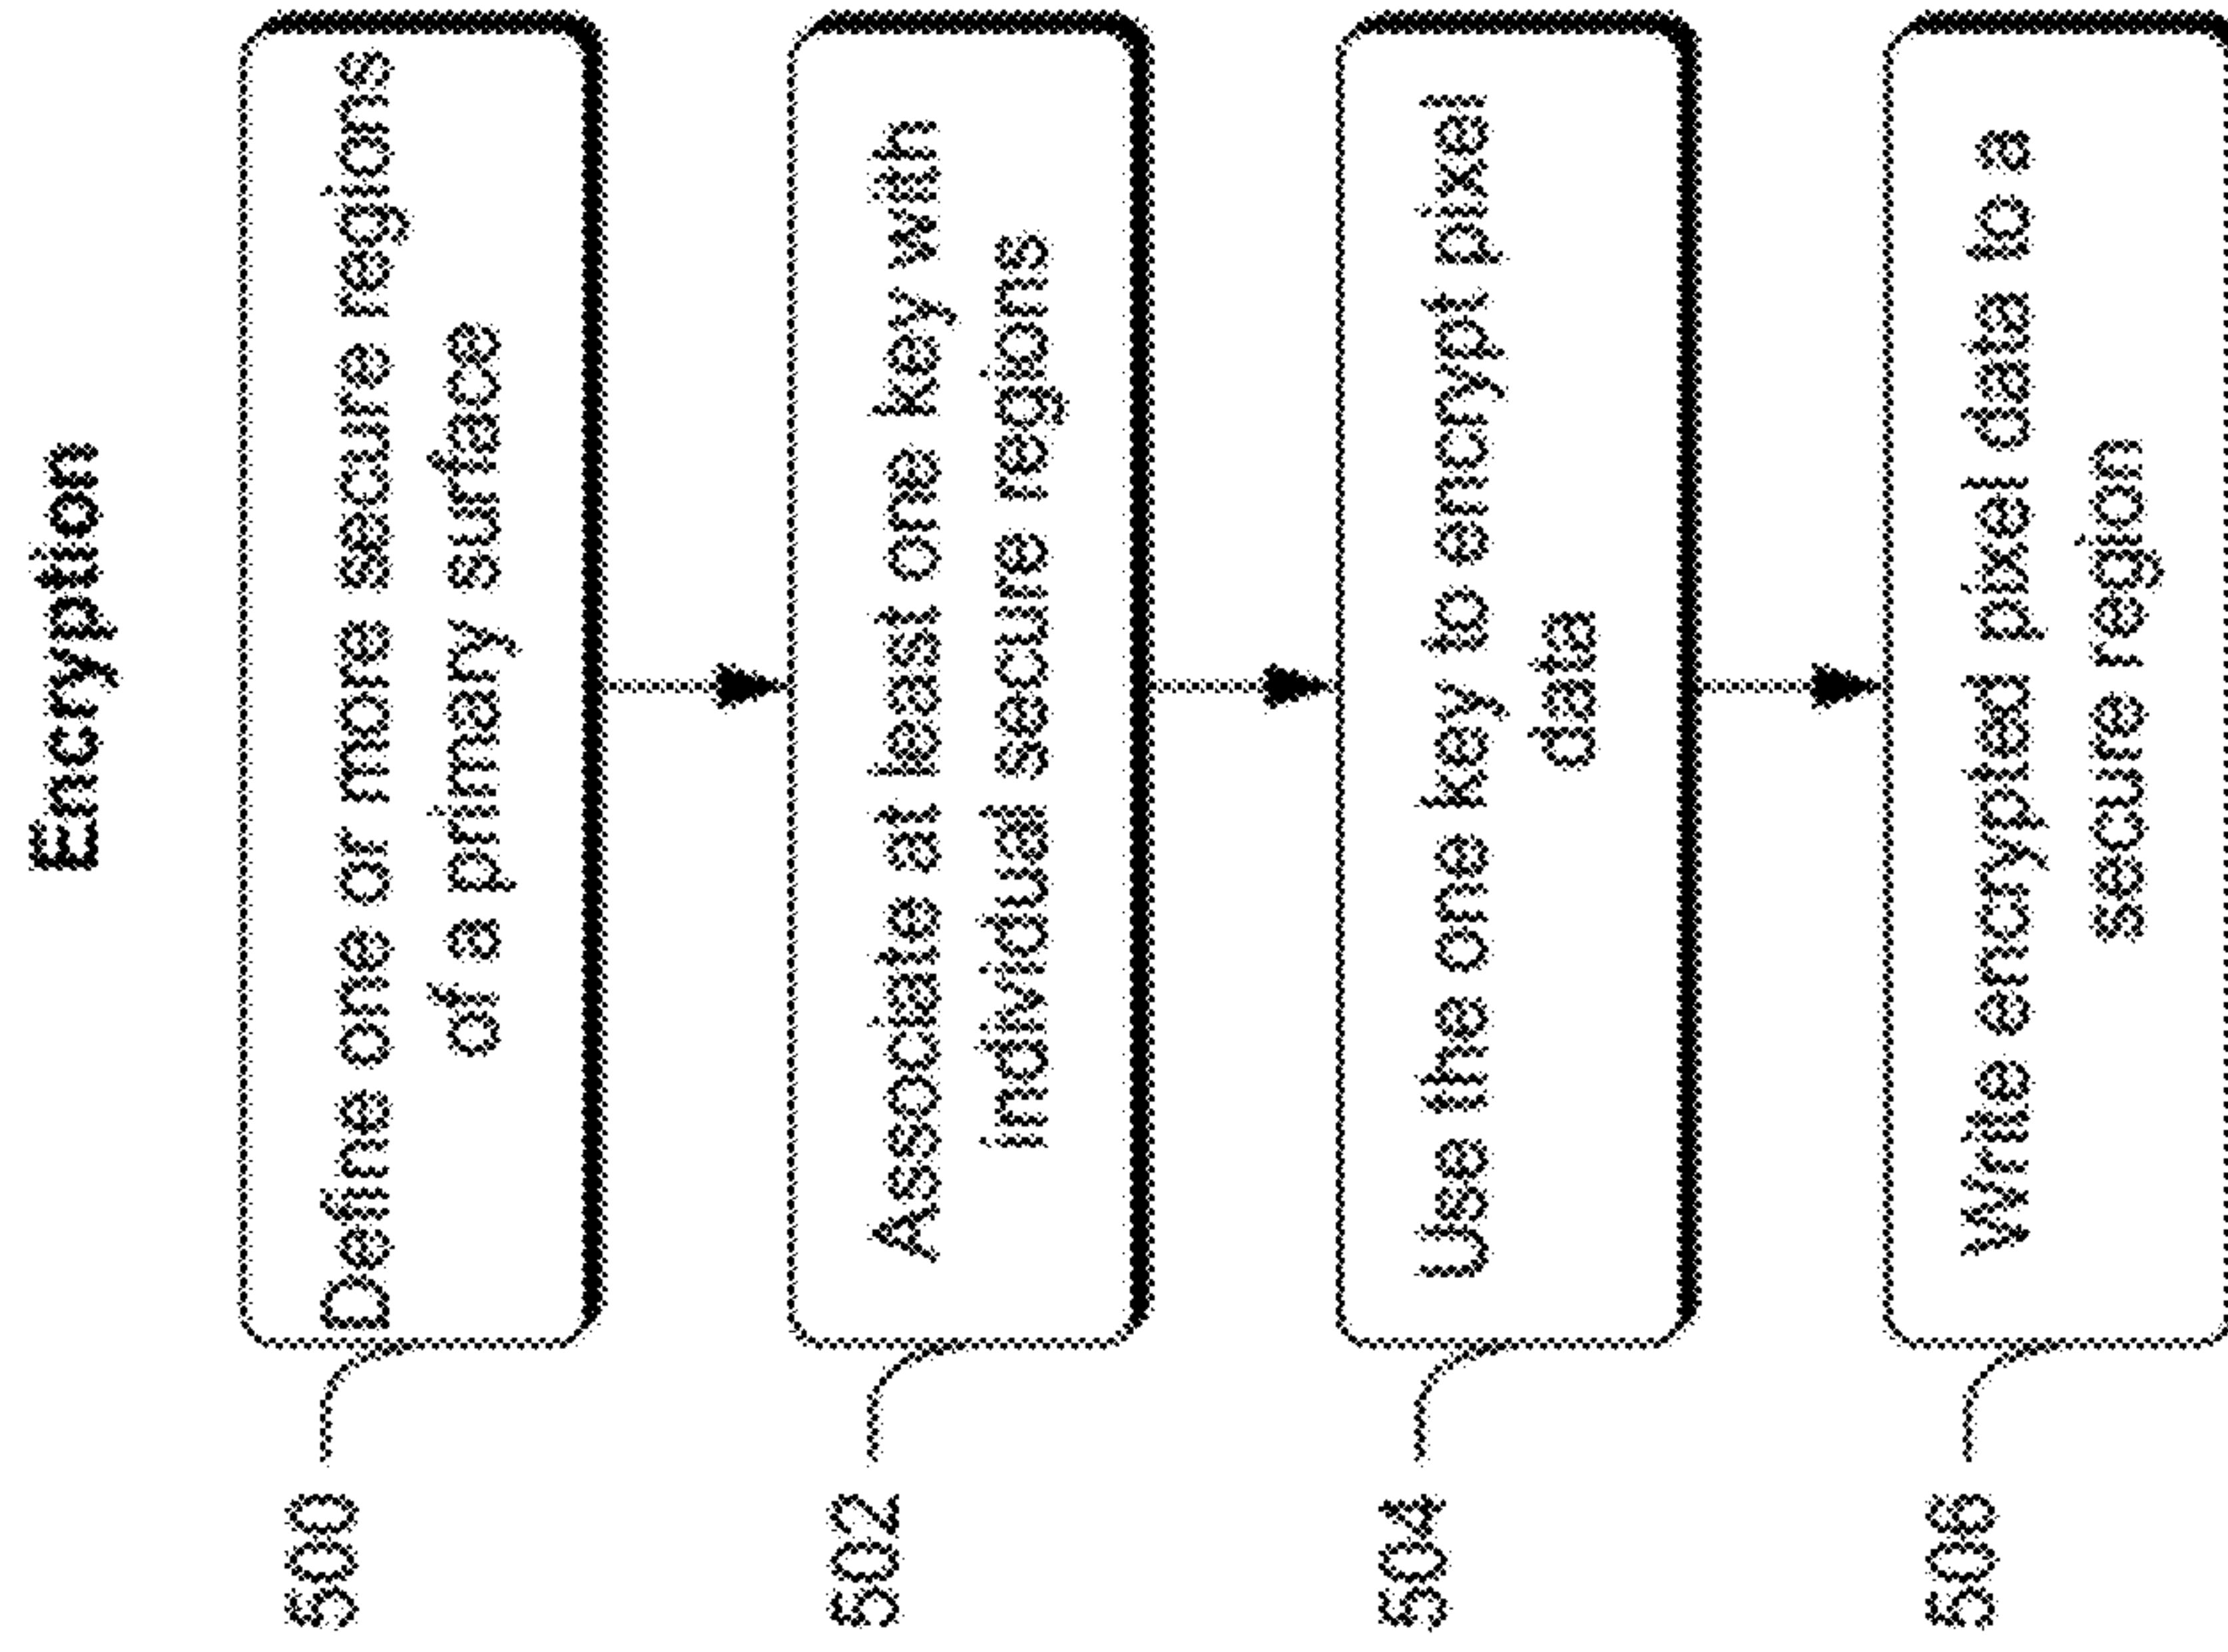 Encryption
500
Define one or more secure regions
of a primary surface
502
Associate at least one key with
individual secure regions
504
Use the one key to encrypt pixel
data
506
Write encrypted pixel data to a
secure region